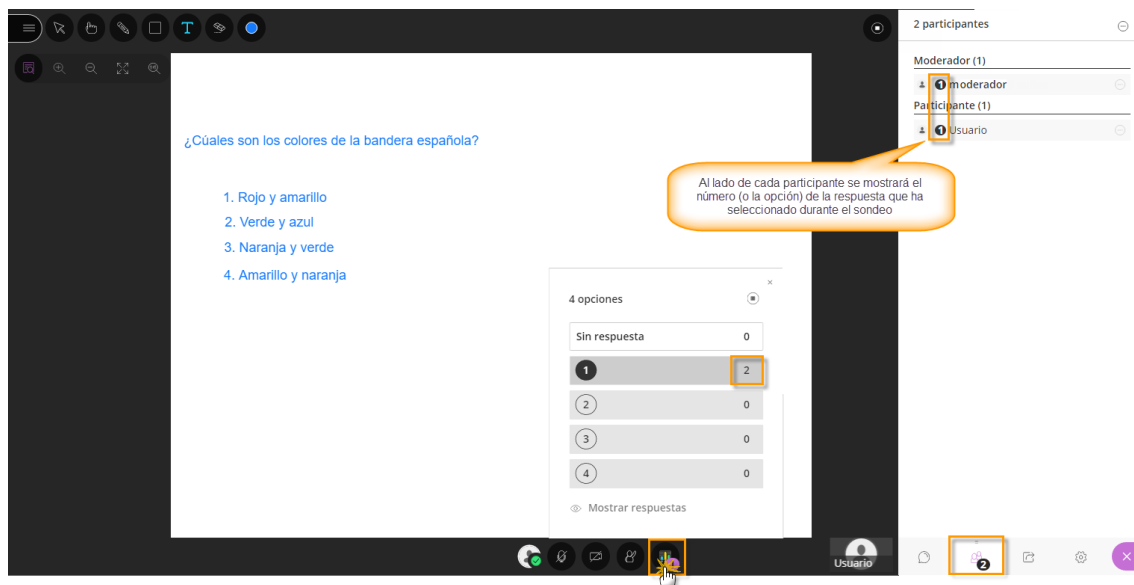 T
2 participantes
Moderador (1)
1 moderador
Participante (1)
1 Usuario
¿Cúales son los colores de la bandera española?
1. Rojo y amarillo
2. Verde y azul
3. Naranja y verde
4. Amarillo y naranja
Al lado de cada participante se mostrará el
número (o la opción) de la respuesta que ha
seleccionado durante el sondeo
4 opciones
Sin respuesta 0
1 2
2 0
3 0
4 0
Mostrar respuestas
Usuario
2